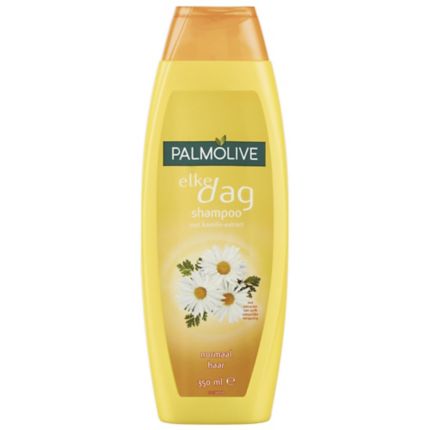 PALMOLIVE
elke
dag
shampoo
met kamille-extract
normaal
haar
350 ml e